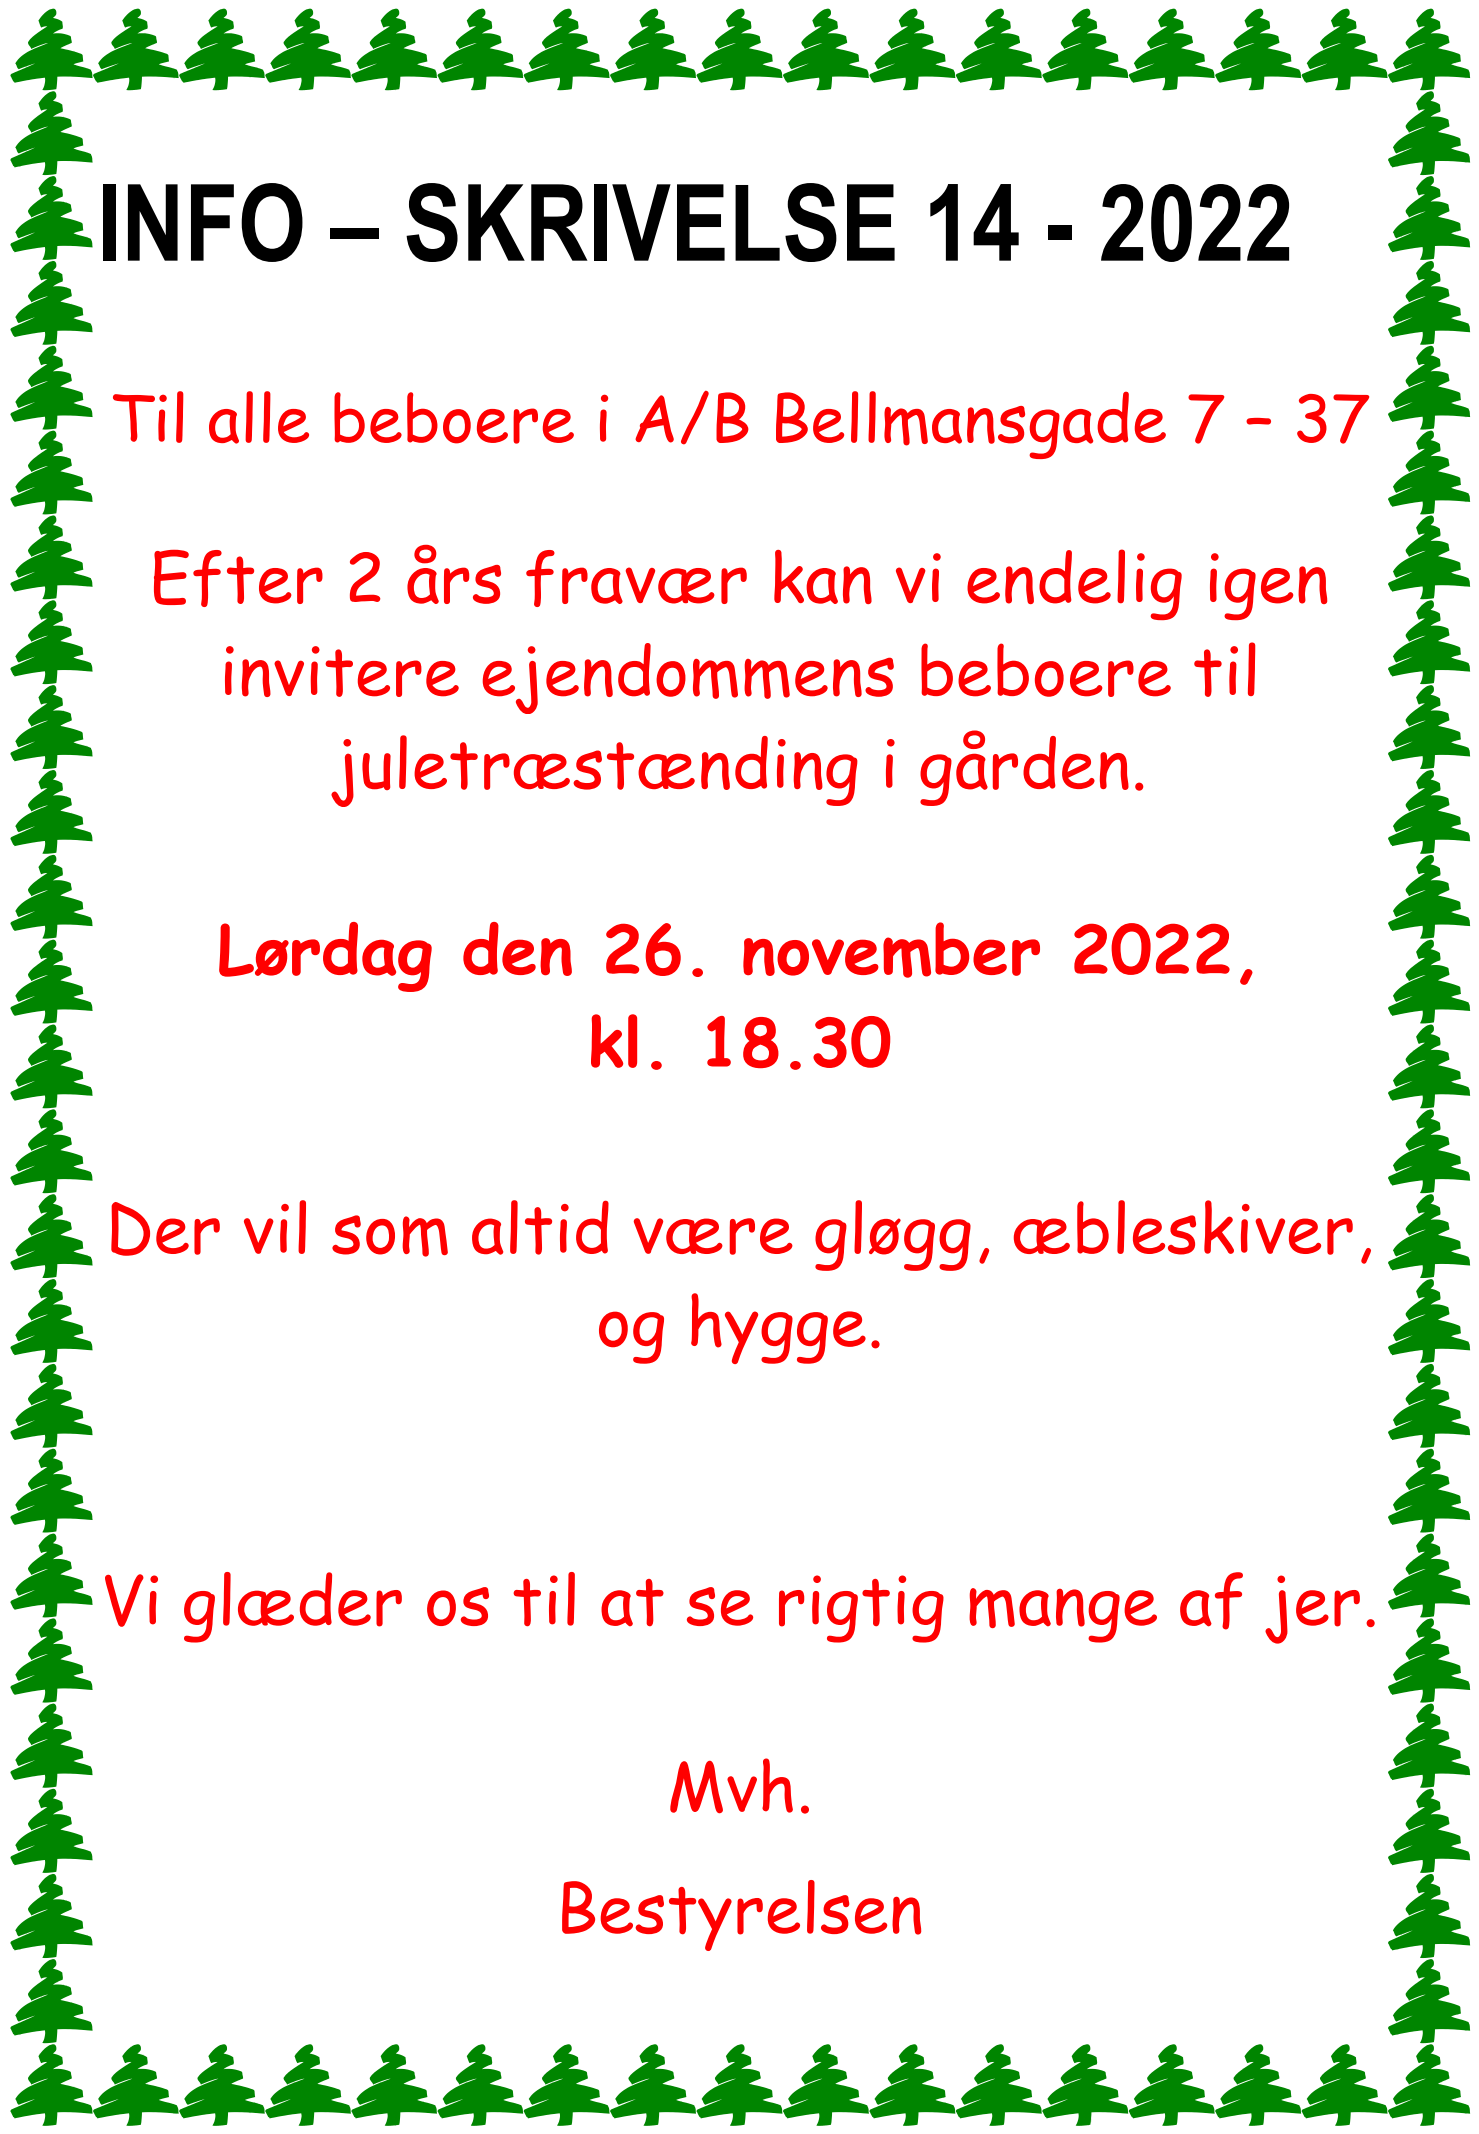 INFO – SKRIVELSE 14 - 2022
Til alle beboere i A/B Bellmansgade 7 – 37
Efter 2 års fravær kan vi endelig igen
invitere ejendommens beboere til
juletræstænding i gården.
Lørdag den 26. november 2022,
kl. 18.30
Der vil som altid være gløgg, æbleskiver,
og hygge.
Vi glæder os til at se rigtig mange af jer.
Mvh.
Bestyrelsen